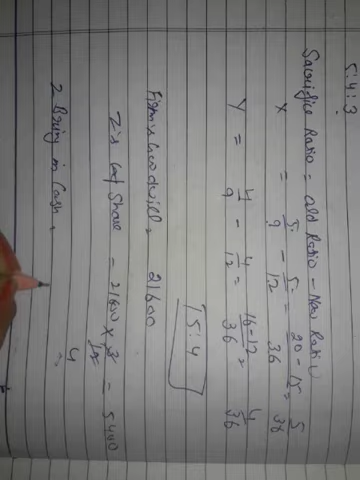 5:4:3
Sacrifice Ratio = old Ratio - New Ratio
X = 5/9 - 5/12 = 20-15/36 = 5/36
Y = 4/9 - 4/12 = 16-12/36 = 4/36
5:4
Firm's Goodwill = 21600
Z's Share = 21600 × 3/12 = 5400
4
Z Bring in Cash,